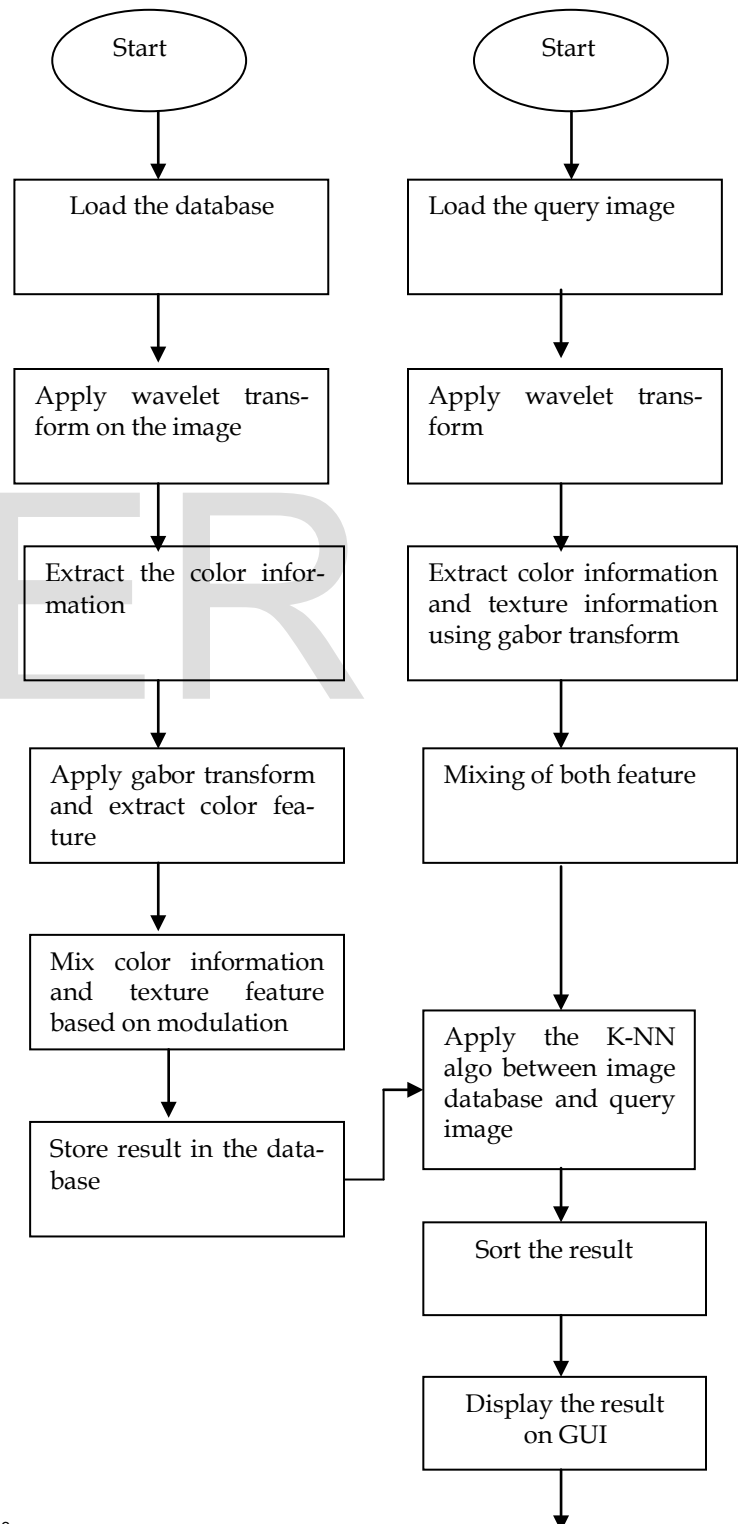 Start
Load the database
Apply wavelet trans-
form on the image
Extract the color infor-
mation
Apply gabor transform
and extract color fea-
ture
Mix color information
and texture feature
based on modulation
Store result in the data-
base
Start
Load the query image
Apply wavelet trans-
form
Extract color information
and texture information
using gabor transform
Mixing of both feature
Apply the K-NN
algo between image
database and query
image
Sort the result
Display the result
on GUI
ER